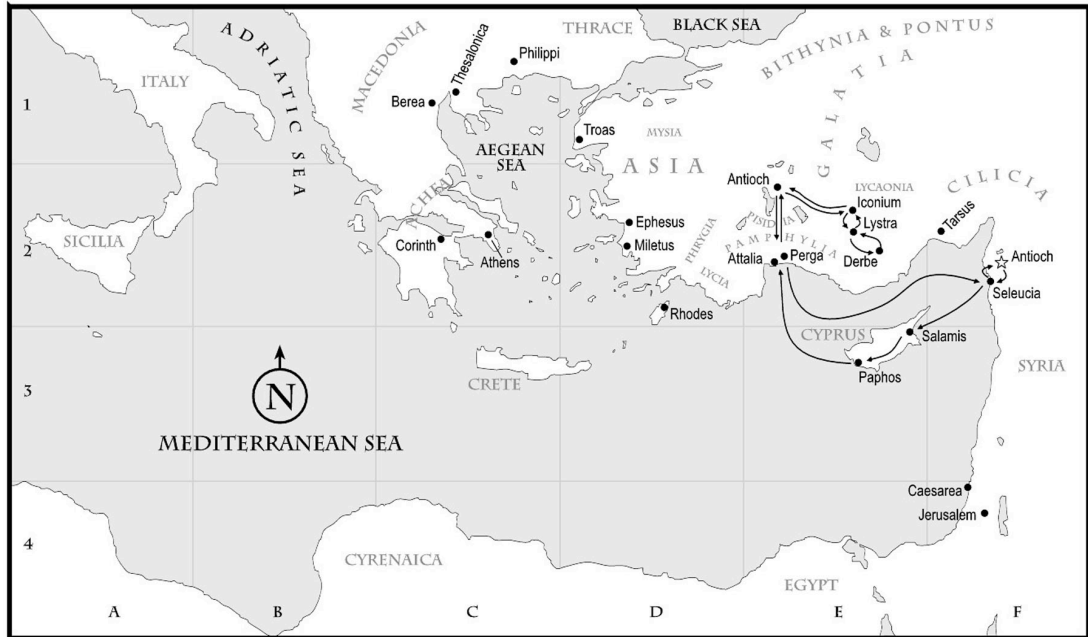 BLACK SEA
THRACE
BITHYNIA & PONTUS
ADRIATIC SEA
MACEDONIA
Philippi
Thesalonica
ITALY
GALATIA
1
Berea
Troas
MYSIA
AEGEAN
SEA
ASIA
Antioch
LYCAONIA
CILICIA
ACHEAU
Iconium
PISIDIA
Lystra
Ephesus
Tarsus
SICILIA
Corinth
Miletus
PHRYGIA
PAMPHYLIA
2
Athens
Attalia
Perga
Derbe
Antioch
LYCIA
Seleucia
Rhodes
CYPRUS
Salamis
SYRIA
Paphos
CRETE
3
N
MEDITERRANEAN SEA
Caesarea
Jerusalem
4
CYRENAICA
EGYPT
A
B
C
D
E
F